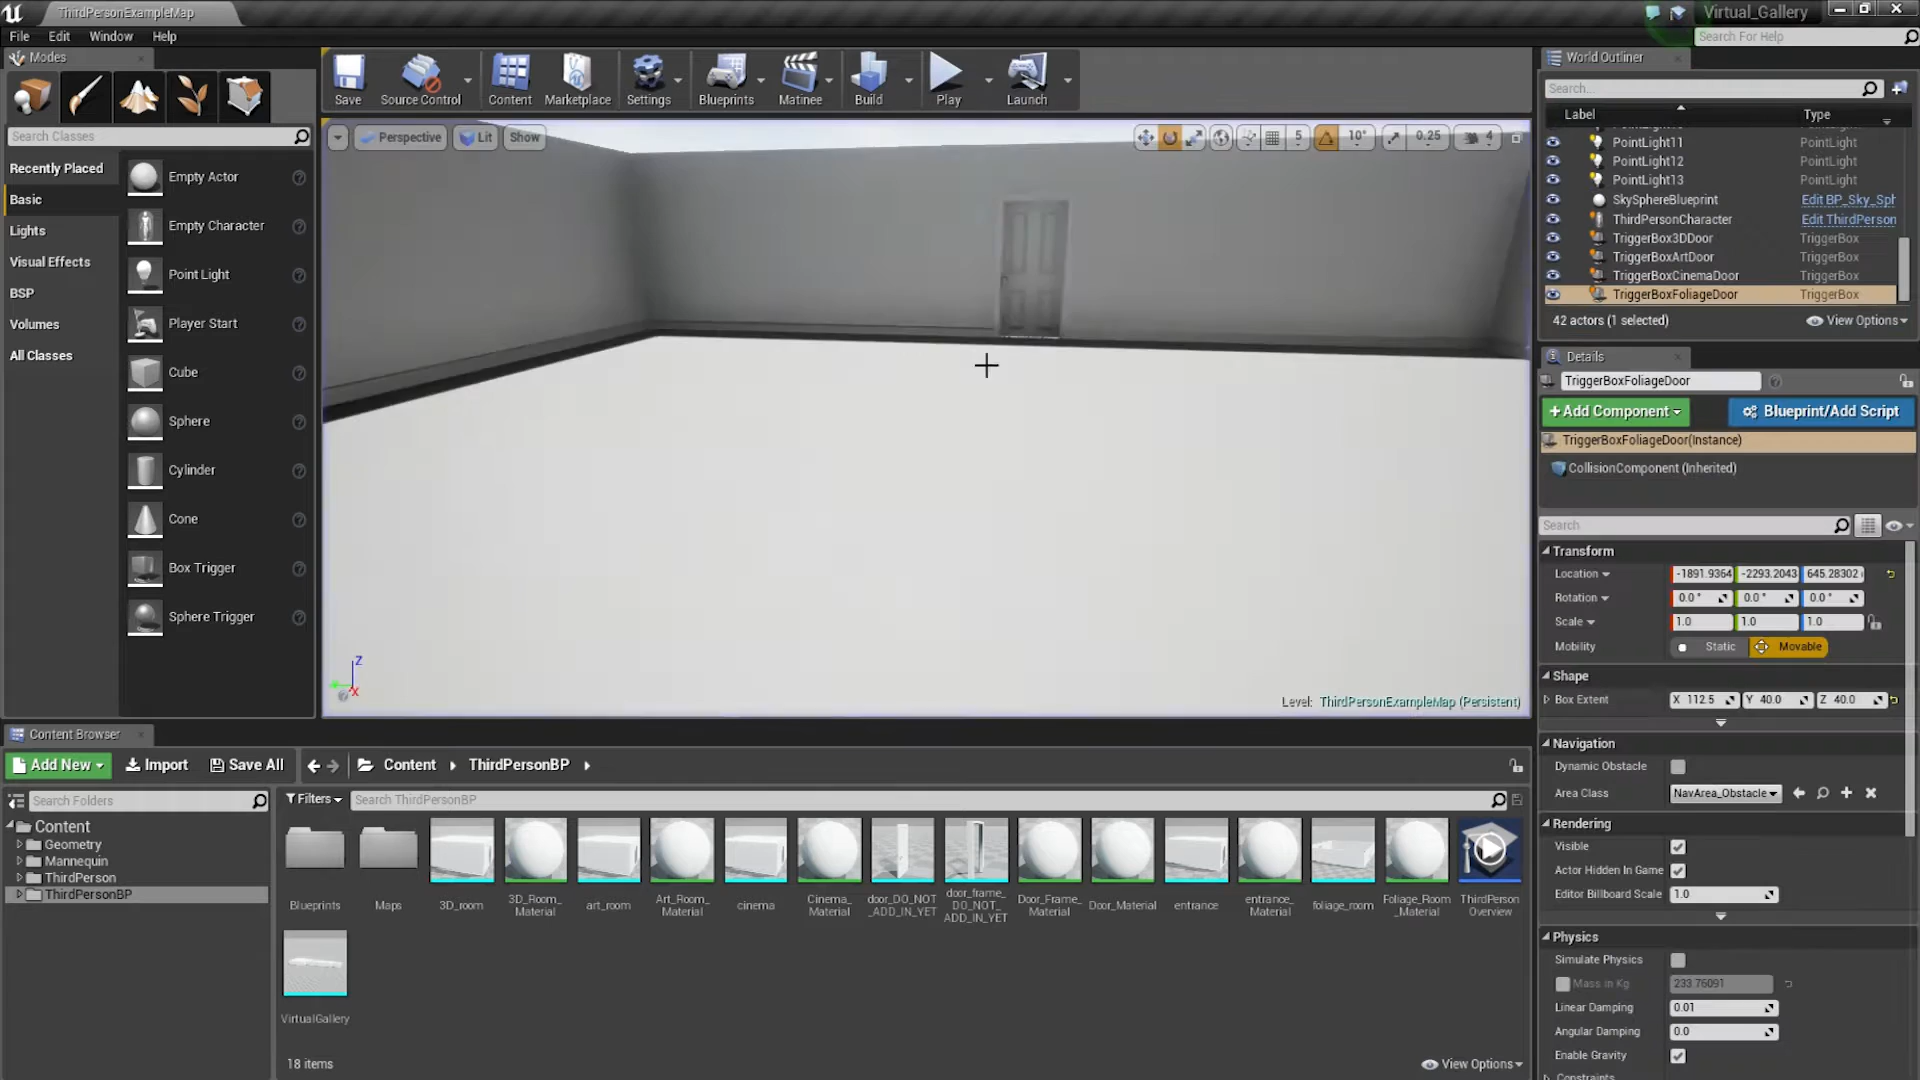 ThirdPersonExampleMap
Virtual_Gallery
File Edit Window Help
Search For Help
Modes
Search Classes
Recently Placed
Basic
Lights
Visual Effects
BSP
Volumes
All Classes
Empty Actor
Empty Character
Point Light
Player Start
Cube
Sphere
Cylinder
Cone
Box Trigger
Sphere Trigger
Save Source Control Content Marketplace Settings Blueprints Matinee Build Play Launch
Perspective Lit Show
5 10° 0.25 4
Level: ThirdPersonExampleMap (Persistent)
Z
X
World Outliner
Search...
Label Type
PointLight11 PointLight
PointLight12 PointLight
PointLight13 PointLight
SkySphereBlueprint Edit BP_Sky_Sph
ThirdPersonCharacter Edit ThirdPerson
TriggerBox3DDoor TriggerBox
TriggerBoxArtDoor TriggerBox
TriggerBoxCinemaDoor TriggerBox
TriggerBoxFoliageDoor TriggerBox
42 actors (1 selected) View Options
Details
TriggerBoxFoliageDoor
+Add Component Blueprint/Add Script
TriggerBoxFoliageDoor(Instance)
CollisionComponent (Inherited)
Search
Transform
Location -1891.9364 -2293.2043 645.28302
Rotation 0.0 ° 0.0 ° 0.0 °
Scale 1.0 1.0 1.0
Mobility Static Movable
Shape
Box Extent X 112.5 Y 40.0 Z 40.0
Navigation
Dynamic Obstacle
Area Class NavArea_Obstacle
Rendering
Visible
Actor Hidden In Game
Editor Billboard Scale 1.0
Physics
Simulate Physics
Mass in Kg 233.76091
Linear Damping 0.01
Angular Damping 0.0
Enable Gravity
Constraints
Content Browser
Add New Import Save All Content ThirdPersonBP
Search Folders
Filters Search ThirdPersonBP
Content
Geometry
Mannequin
ThirdPerson
ThirdPersonBP
Blueprints
Maps
3D_room
3D_Room_
Material
art_room
Art_Room_
Material
cinema
Cinema_
Material
door_DO_NOT
_ADD_IN_YET
door_frame_
DO_NOT_
ADD_IN_YET
Door_Frame_
Material
Door_Material
entrance
entrance_
Material
foliage_room
Foliage_Room
_Material
ThirdPerson
Overview
VirtualGallery
18 items View Options